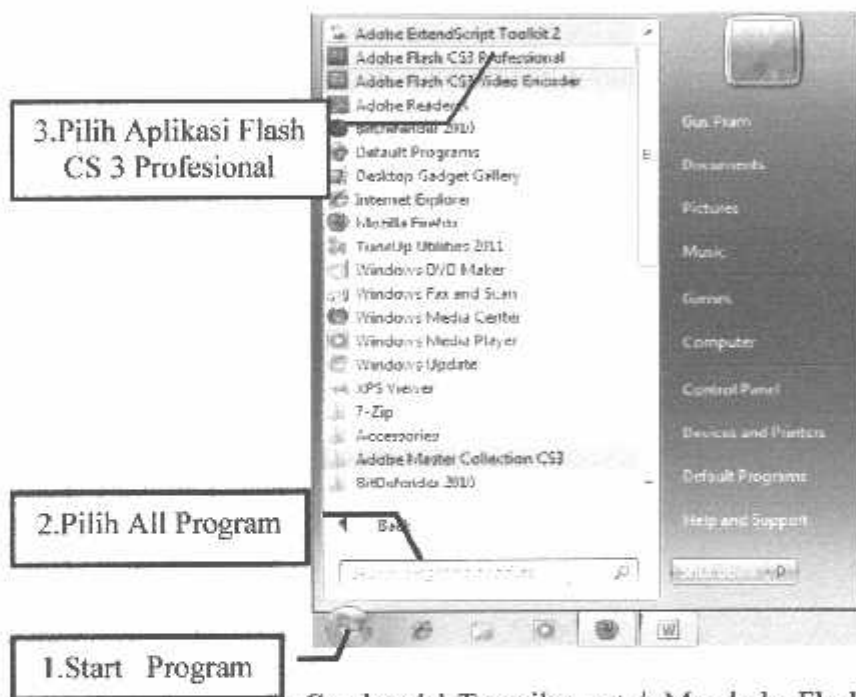 Adobe ExtendScript Toolkit 2
Adobe Flash CS3 Professional
Adobe Flash CS3 Video Encoder
Adobe Reader
BitDefender 2010
Default Programs
Desktop Gadget Gallery
Internet Explorer
Mozilla Firefox
TuneUp Utilities 2011
Windows DVD Maker
Windows Fax and Scan
Windows Media Center
Windows Media Player
Windows Update
XPS Viewer
7-Zip
Accessories
Adobe Master Collection CS3
BitDefender 2010
Back
Gus Pram
Documents
Pictures
Music
Games
Computer
Control Panel
Devices and Printers
Default Programs
Help and Support
3.Pilih Aplikasi Flash
CS 3 Profesional
2.Pilih All Program
1.Start Program